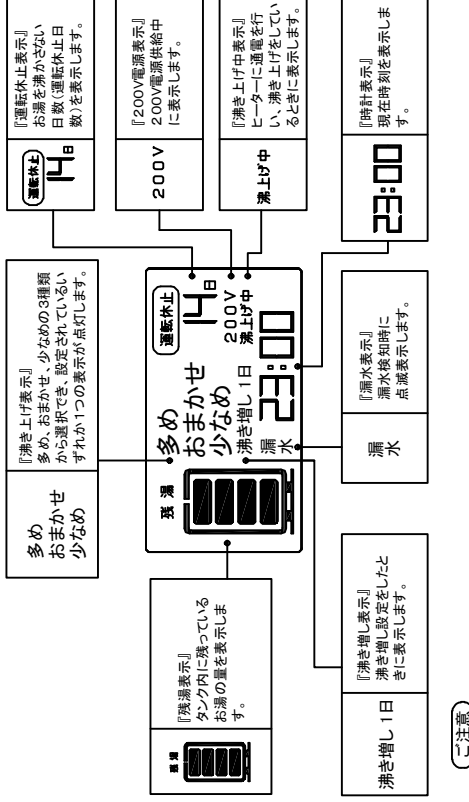 多め
おまかせ
少なめ
『沸き上げ表示』
多め、おまかせ、少なめの3種類
から選択でき、設定されているい
ずれか1つの表示が点灯します。
運転休止
14日
『運転休止表示』
お湯を沸かさない
日数(運転休止日
数)を表示します。
200V
『200V電源表示』
200V電源供給中
に表示します。
沸上げ中
『沸き上げ中表示』
ヒーターに通電を行
い、沸き上げをしてい
るときに表示します。
残湯
『残湯表示』
タンク内に残っている
お湯の量を表示しま
す。
残湯
多め
おまかせ
少なめ
沸き増し1日
漏水
運転休止
14日
200V
沸上げ中
23:00
沸き増し1日
『沸き増し表示』
沸き増し設定をしたと
きに表示します。
漏
水
『漏水表示』
漏水検知時に
点滅表示します。
23:00
『時計表示』
現在時刻を表示しま
す。
ご注意